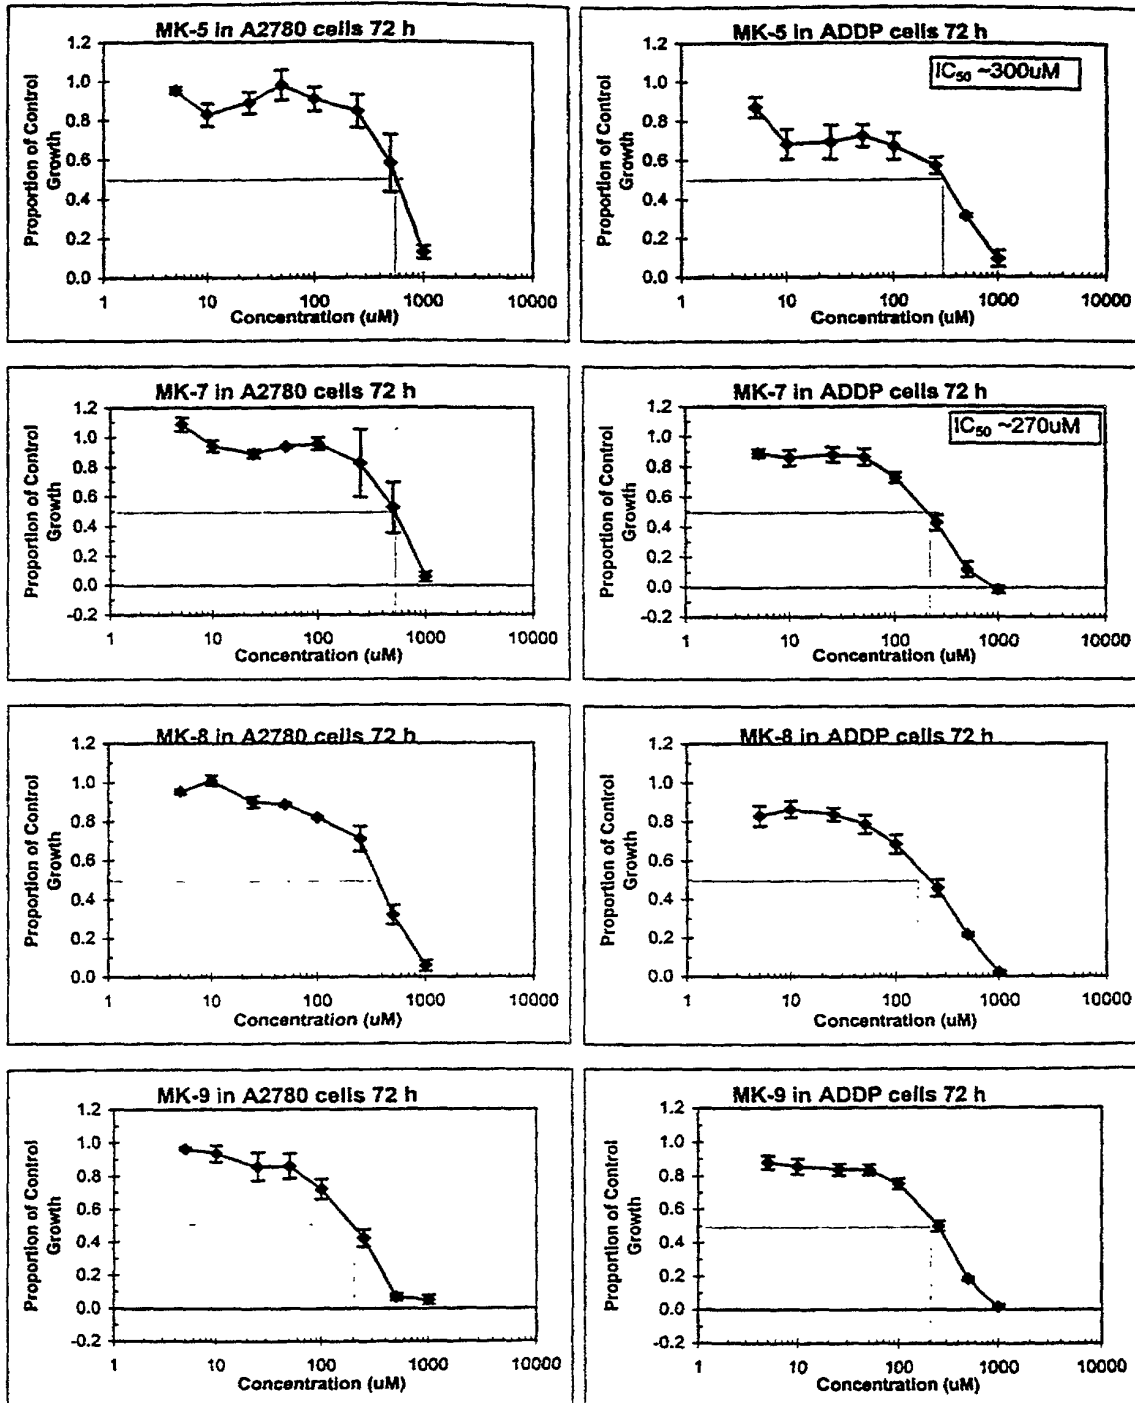 MK-5 in A2780 cells 72 h
Proportion of Control
Growth
1.2
1.0
0.8
0.6
0.4
0.2
0.0
1 10 100 1000 10000
Concentration (uM)
MK-5 in ADDP cells 72 h
IC50 ~300uM
Proportion of Control
Growth
1.2
1.0
0.8
0.6
0.4
0.2
0.0
1 10 100 1000 10000
Concentration (uM)
MK-7 in A2780 cells 72 h
Proportion of Control
Growth
1.2
1.0
0.8
0.6
0.4
0.2
0.0
-0.2
1 10 100 1000 10000
Concentration (uM)
MK-7 in ADDP cells 72 h
IC50 ~270uM
Proportion of Control
Growth
1.2
1.0
0.8
0.6
0.4
0.2
0.0
-0.2
1 10 100 1000 10000
Concentration (uM)
MK-8 in A2780 cells 72 h
Proportion of Control
Growth
1.2
1.0
0.8
0.6
0.4
0.2
0.0
1 10 100 1000 10000
Concentration (uM)
MK-8 in ADDP cells 72 h
Proportion of Control
Growth
1.2
1.0
0.8
0.6
0.4
0.2
0.0
1 10 100 1000 10000
Concentration (uM)
MK-9 in A2780 cells 72 h
Proportion of Control
Growth
1.2
1.0
0.8
0.6
0.4
0.2
0.0
-0.2
1 10 100 1000 10000
Concentration (uM)
MK-9 in ADDP cells 72 h
Proportion of Control
Growth
1.2
1.0
0.8
0.6
0.4
0.2
0.0
-0.2
1 10 100 1000 10000
Concentration (uM)